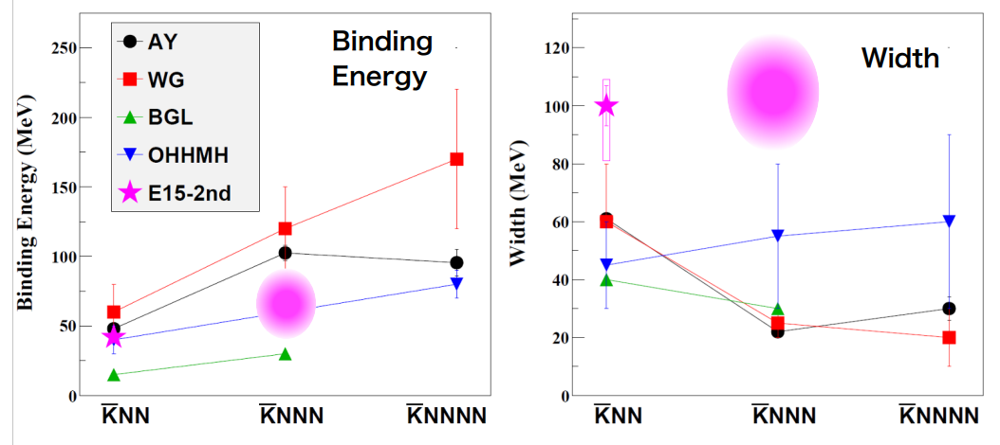 Binding Energy (MeV)
250
200
150
100
50
0
AY
WG
BGL
OHHMH
E15-2nd
Binding
Energy
K̅NN
K̅NNN
K̅NNNN
Width (MeV)
120
100
80
60
40
20
0
Width
K̅NN
K̅NNN
K̅NNNN